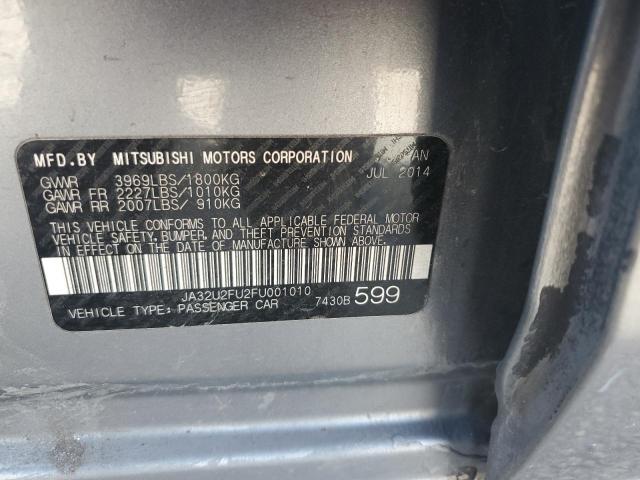 MFD.BY MITSUBISHI MOTORS CORPORATION
GVWR 3969LBS/1800KG JUL 2014
GAWR FR 2227LBS/1010KG
GAWR RR 2007LBS/ 910KG
THIS VEHICLE CONFORMS TO ALL APPLICABLE FEDERAL MOTOR
VEHICLE SAFETY, BUMPER, AND THEFT PREVENTION STANDARDS
IN EFFECT ON THE DATE OF MANUFACTURE SHOWN ABOVE.
JA32U2FU2FU001010
VEHICLE TYPE: PASSENGER CAR 7430B 599